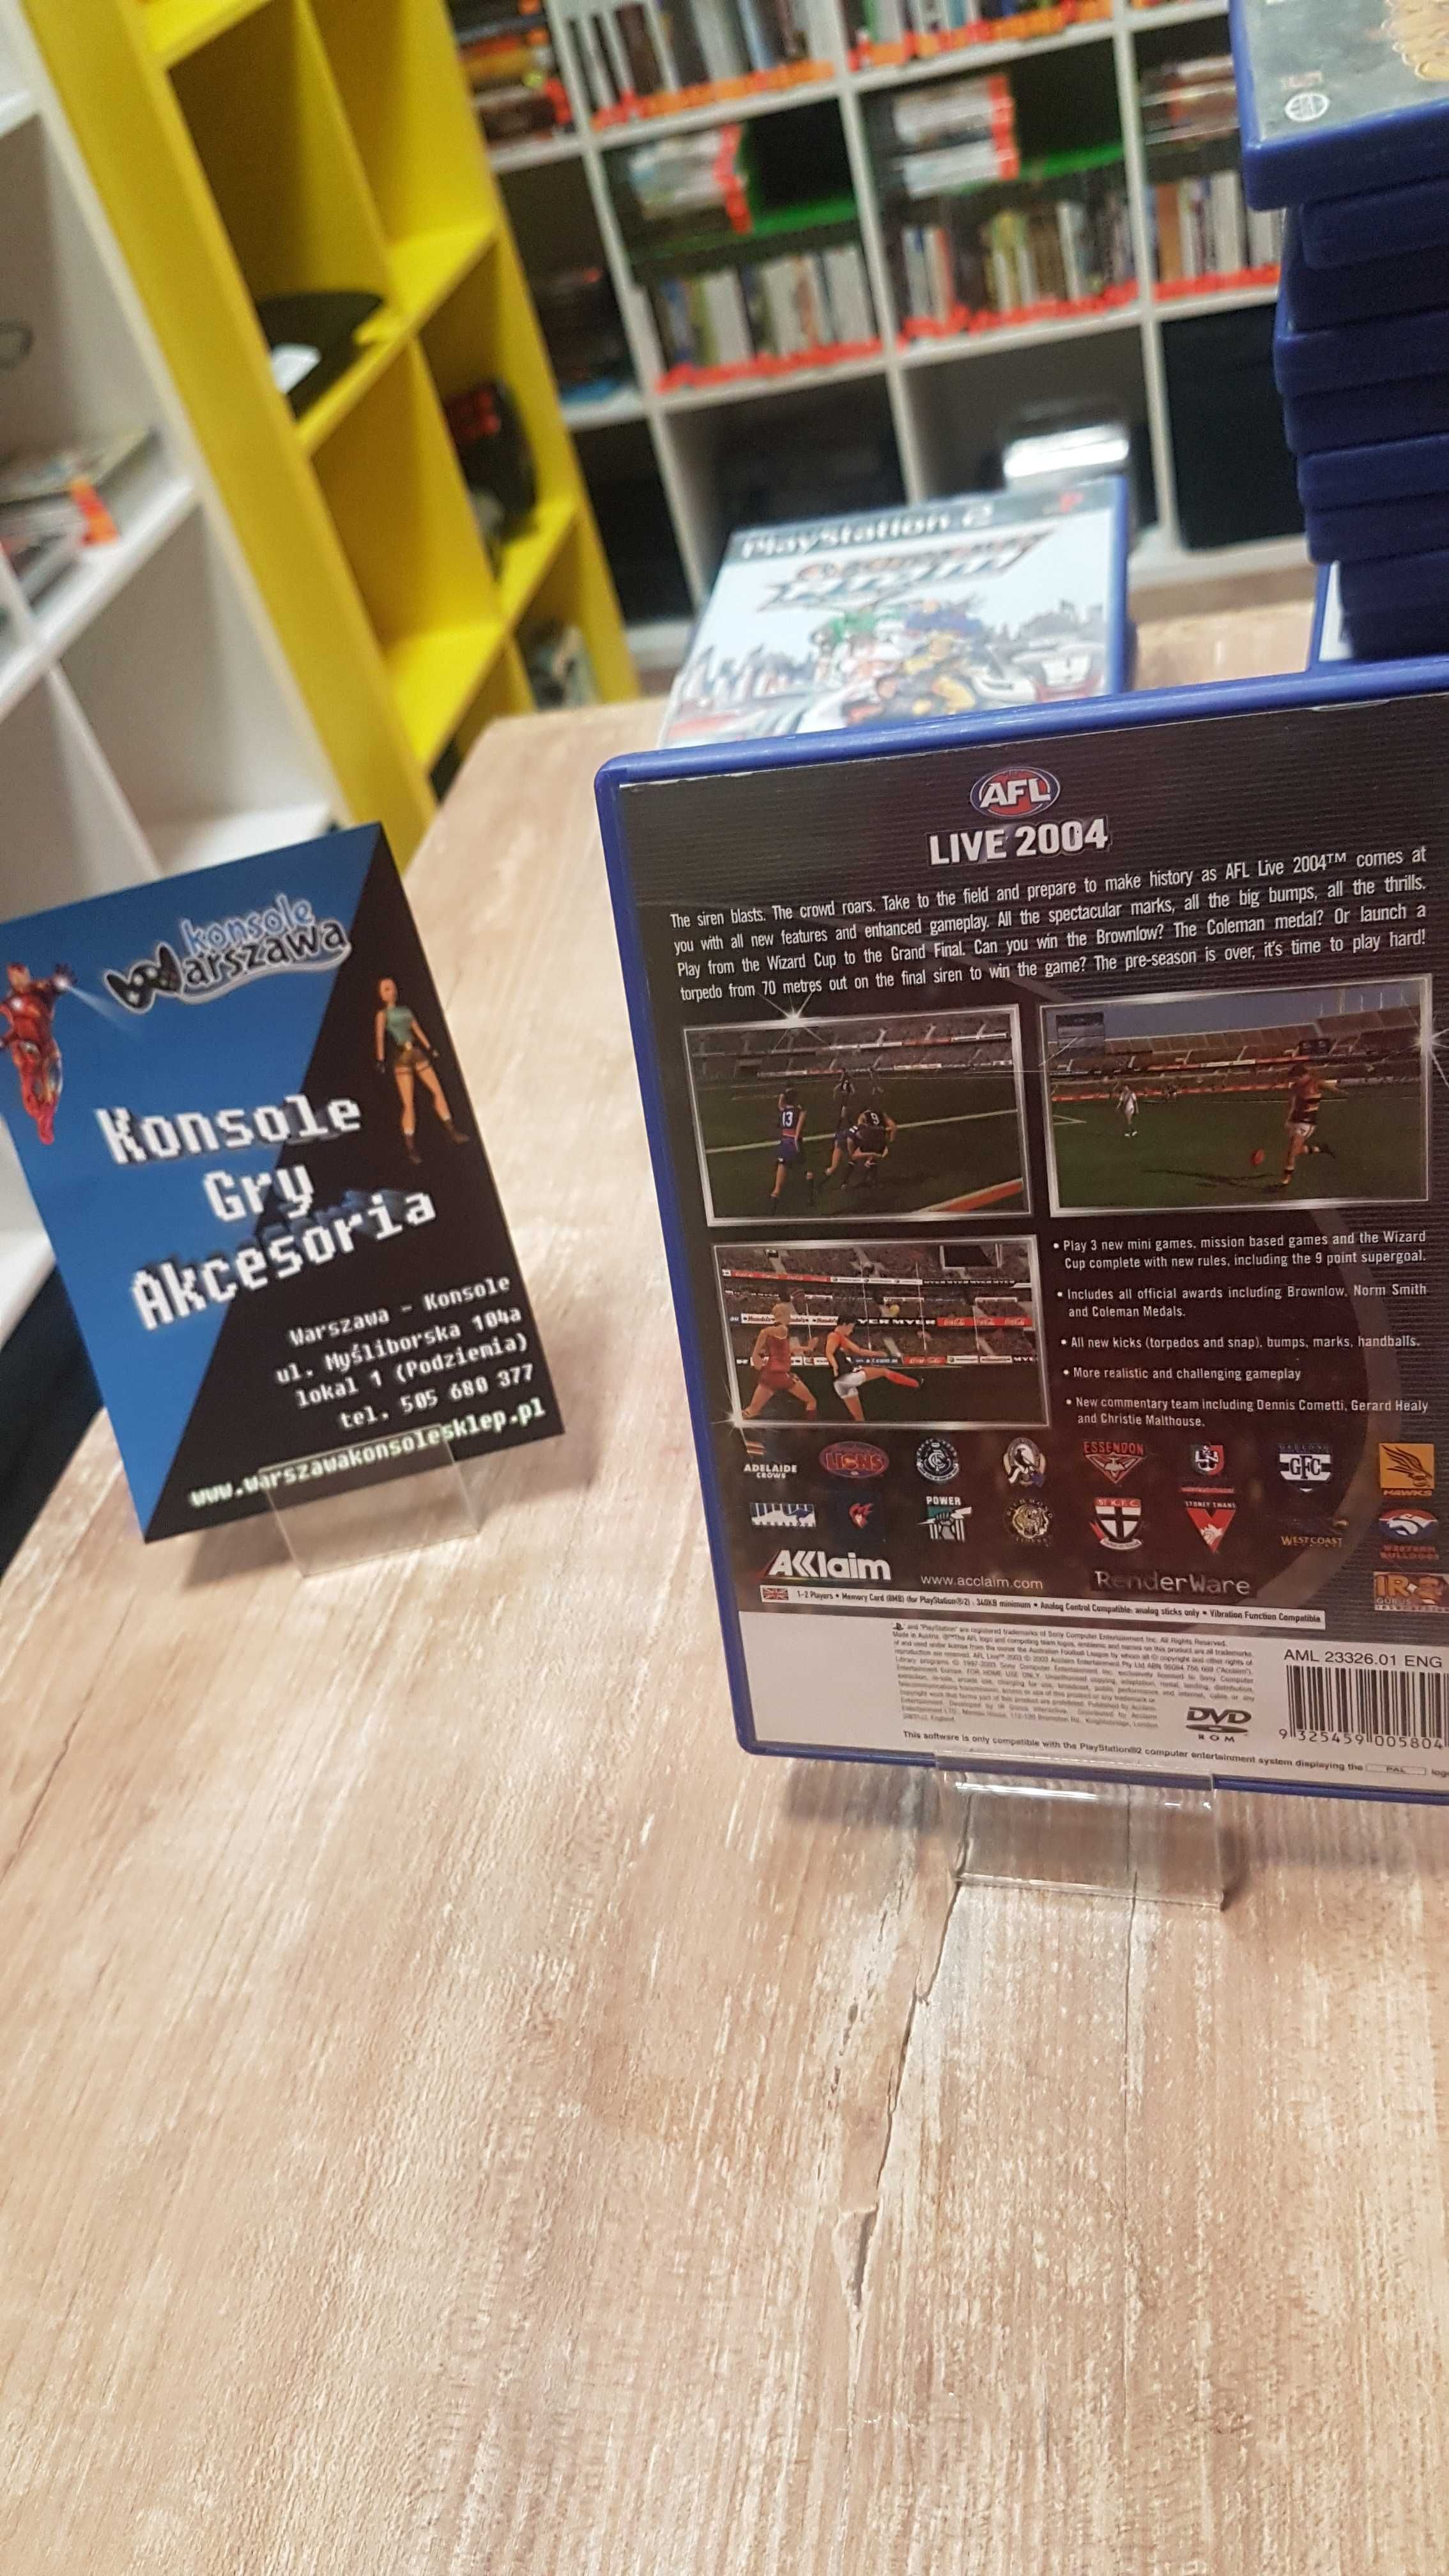 PlayStation 2
konsole
Warszawa
Konsole
Gry
Akcesoria
Warszawa - Konsole
ul. Myśliborska 104a
lokal 1 (Podziemia)
tel. 505 680 377
www.warszawakonsolesklep.pl
AFL
LIVE 2004
The siren blasts. The crowd roars. Take to the field and prepare to make history as AFL Live 2004™ comes at
you with all new features and enhanced gameplay. All the spectacular marks, all the big bumps, all the thrills.
Play from the Wizard Cup to the Grand Final. Can you win the Brownlow? The Coleman medal? Or launch a
torpedo from 70 metres out on the final siren to win the game? The pre-season is over, it's time to play hard!
13
9
• Play 3 new mini games, mission based games and the Wizard
Cup complete with new rules, including the 9 point supergoal.
• Includes all official awards including Brownlow, Norm Smith
and Coleman Medals.
• All new kicks (torpedos and snap), bumps, marks, handballs.
• More realistic and challenging gameplay
• New commentary team including Dennis Cometti, Gerard Healy
and Christie Malthouse.
ADELAIDE
CROWS
LIONS
ESSENDON
GFC
HAWKS
POWER
ST K.F.C.
SYDNEY SWANS
WEST COAST
WESTERN
BULLDOGS
AKklaim
www.acclaim.com
RenderWare
IR
GURUS
1-2 Players • Memory Card (8MB) (for PlayStation®2) : 340KB minimum • Analog Control Compatible: analog sticks only • Vibration Function Compatible
AML 23326.01 ENG
DVD
ROM
9 325459 005804
This software is only compatible with the PlayStation®2 computer entertainment system displaying the PAL logo